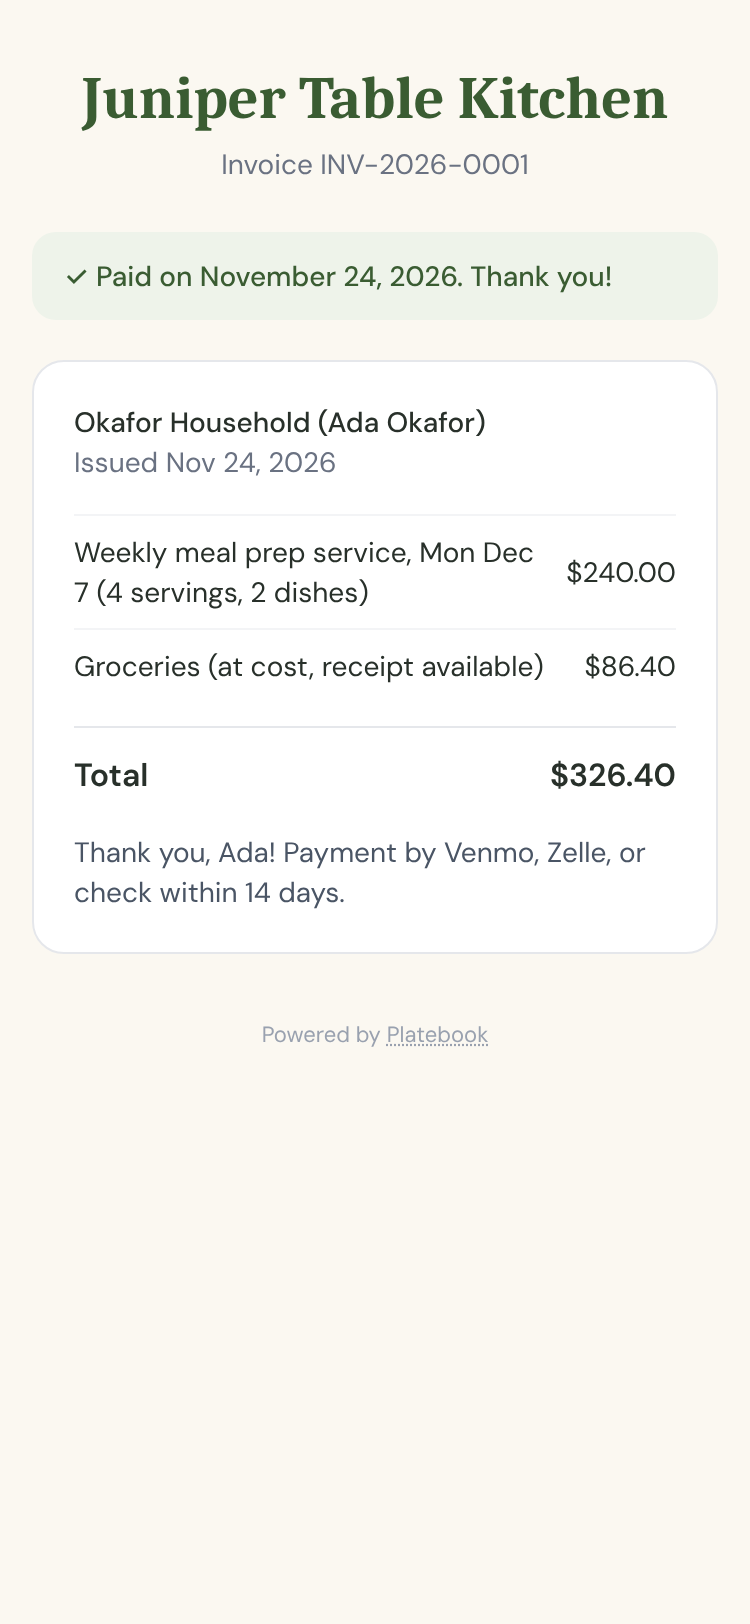 Juniper Table Kitchen
Invoice INV-2026-0001
✓ Paid on November 24, 2026. Thank you!
Okafor Household (Ada Okafor)
Issued Nov 24, 2026
Weekly meal prep service, Mon Dec
7 (4 servings, 2 dishes) $240.00
Groceries (at cost, receipt available) $86.40
Total $326.40
Thank you, Ada! Payment by Venmo, Zelle, or
check within 14 days.
Powered by Platebook